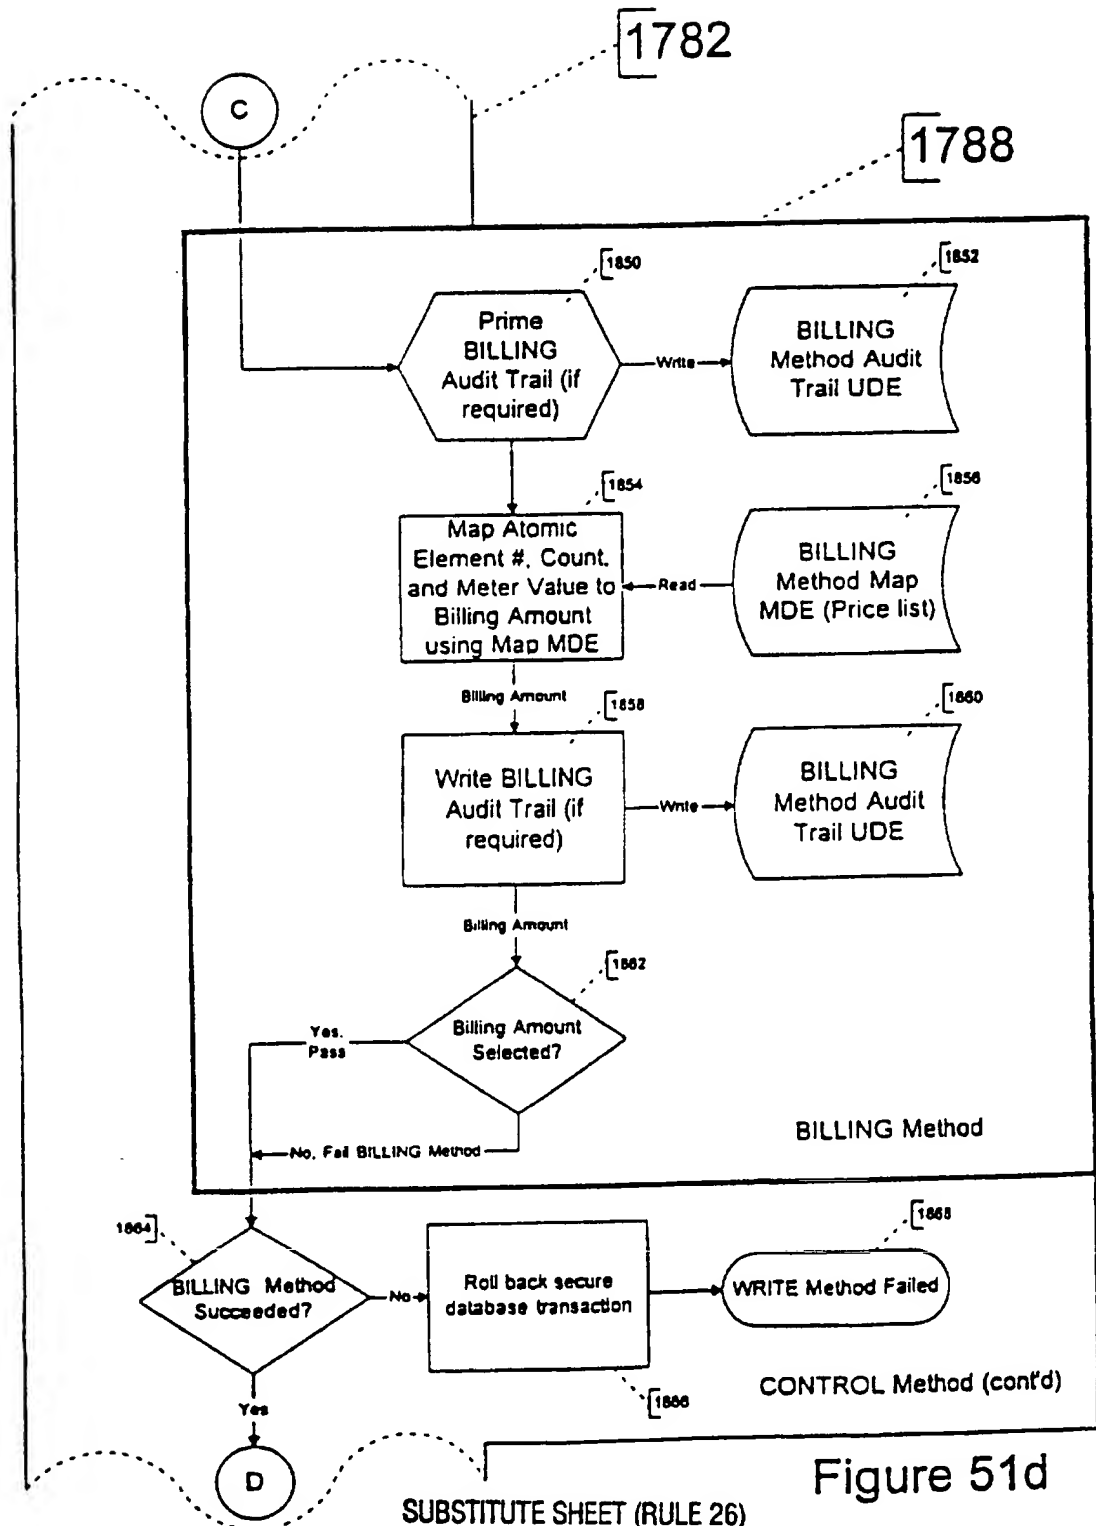 1782
C
1788
1850
Prime
BILLING
Audit Trail (if
required)
Write
1852
BILLING
Method Audit
Trail UDE
1854
Map Atomic
Element #, Count,
and Meter Value to
Billing Amount
using Map MDE
Read
1856
BILLING
Method Map
MDE (Price list)
Billing Amount
1858
Write BILLING
Audit Trail (if
required)
Write
1860
BILLING
Method Audit
Trail UDE
Billing Amount
1862
Billing Amount
Selected?
Yes,
Pass
No, Fail BILLING Method
BILLING Method
1864
BILLING Method
Succeeded?
No
Roll back secure
database transaction
1866
1868
WRITE Method Failed
CONTROL Method (cont'd)
Yes
D
Figure 51d
SUBSTITUTE SHEET (RULE 26)